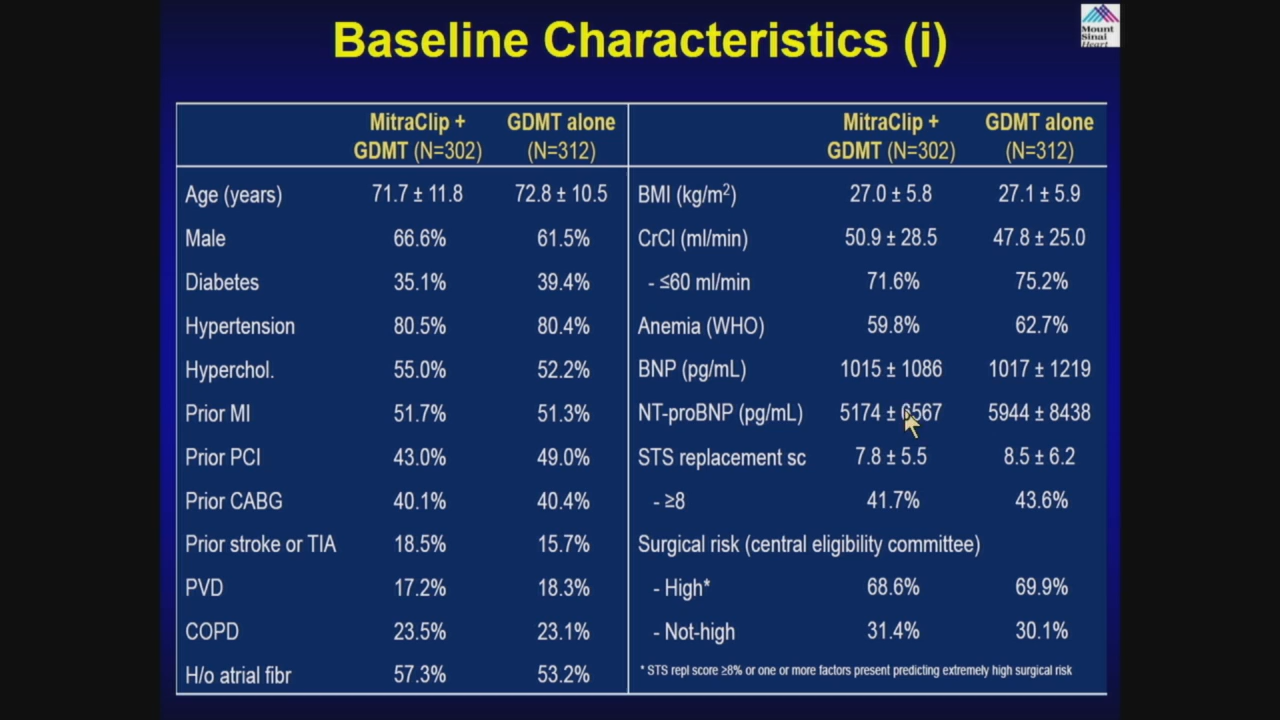 Baseline Characteristics (i)
Mount
Sinai
Heart
MitraClip + GDMT alone MitraClip + GDMT alone
GDMT (N=302) (N=312) GDMT (N=302) (N=312)
Age (years) 71.7 ± 11.8 72.8 ± 10.5 BMI (kg/m²) 27.0 ± 5.8 27.1 ± 5.9
Male 66.6% 61.5% CrCl (ml/min) 50.9 ± 28.5 47.8 ± 25.0
Diabetes 35.1% 39.4% - ≤60 ml/min 71.6% 75.2%
Hypertension 80.5% 80.4% Anemia (WHO) 59.8% 62.7%
Hyperchol. 55.0% 52.2% BNP (pg/mL) 1015 ± 1086 1017 ± 1219
Prior MI 51.7% 51.3% NT-proBNP (pg/mL) 5174 ± 6567 5944 ± 8438
Prior PCI 43.0% 49.0% STS replacement sc 7.8 ± 5.5 8.5 ± 6.2
Prior CABG 40.1% 40.4% - ≥8 41.7% 43.6%
Prior stroke or TIA 18.5% 15.7% Surgical risk (central eligibility committee)
PVD 17.2% 18.3% - High* 68.6% 69.9%
COPD 23.5% 23.1% - Not-high 31.4% 30.1%
H/o atrial fibr 57.3% 53.2% * STS repl score ≥8% or one or more factors present predicting extremely high surgical risk